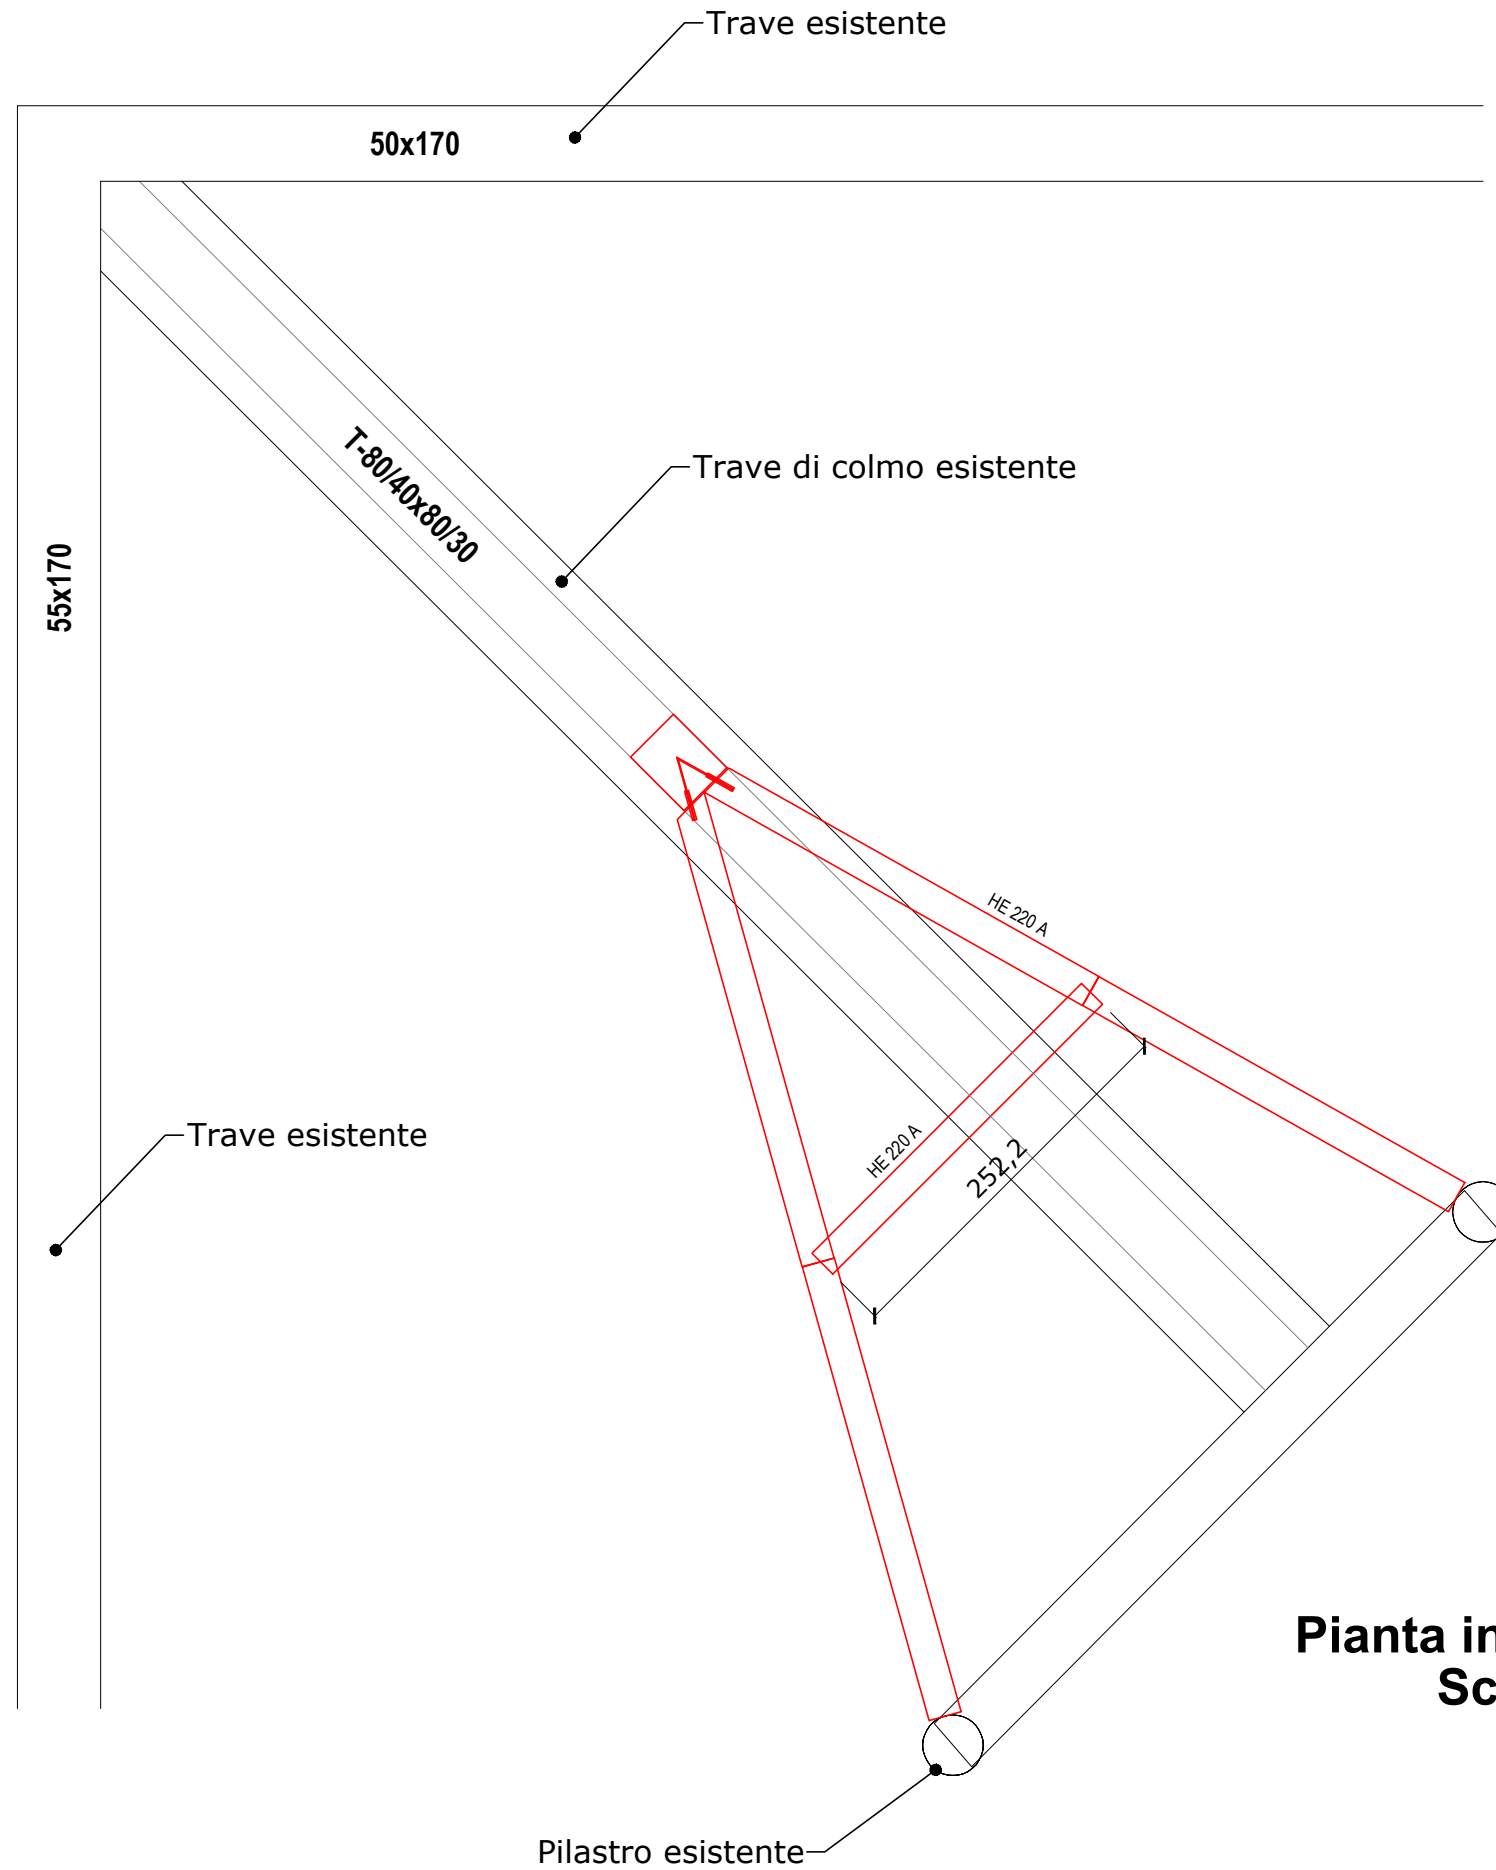 Trave esistente
50x170
T-80/40x80/30
Trave di colmo esistente
55x170
HE 220 A
Trave esistente
HE 220 A
252,2
Pianta in
Sc
Pilastro esistente